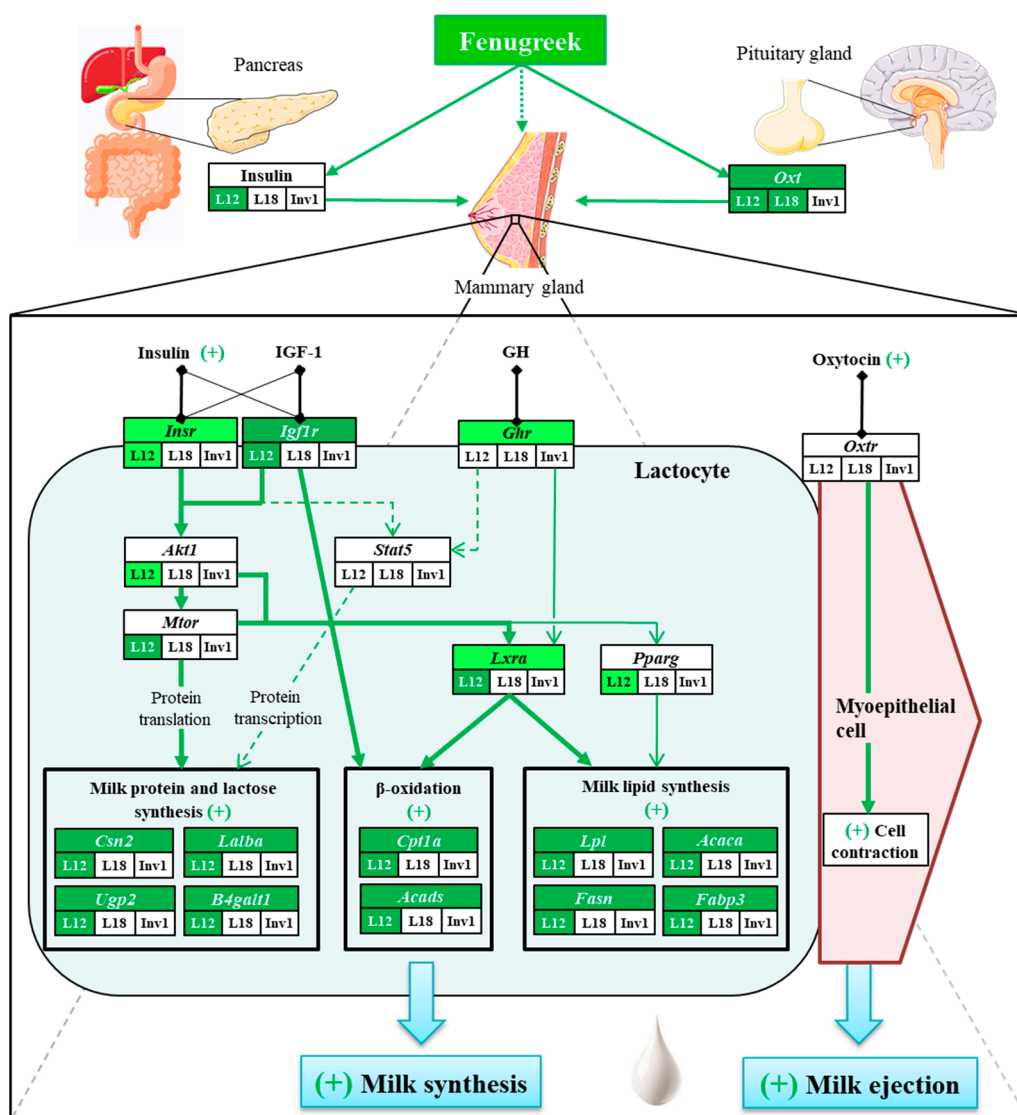 Fenugreek
Pancreas
Pituitary gland
Insulin
L12 L18 Inv1
Oxt
L12 L18 Inv1
Mammary gland
Insulin (+)
IGF-1
GH
Oxytocin (+)
Insr
L12 L18 Inv1
Igf1r
L12 L18 Inv1
Ghr
L12 L18 Inv1
Oxtr
L12 L18 Inv1
Lactocyte
Akt1
L12 L18 Inv1
Stat5
L12 L18 Inv1
Mtor
L12 L18 Inv1
Lxra
L12 L18 Inv1
Pparg
L12 L18 Inv1
Protein
translation
Protein
transcription
Myoepithelial
cell
Milk protein and lactose
synthesis (+)
Csn2
L12 L18 Inv1
Lalba
L12 L18 Inv1
Ugp2
L12 L18 Inv1
B4galt1
L12 L18 Inv1
β-oxidation
(+)
Cpt1a
L12 L18 Inv1
Acads
L12 L18 Inv1
Milk lipid synthesis
(+)
Lpl
L12 L18 Inv1
Acaca
L12 L18 Inv1
Fasn
L12 L18 Inv1
Fabp3
L12 L18 Inv1
(+) Cell
contraction
(+) Milk synthesis
(+) Milk ejection